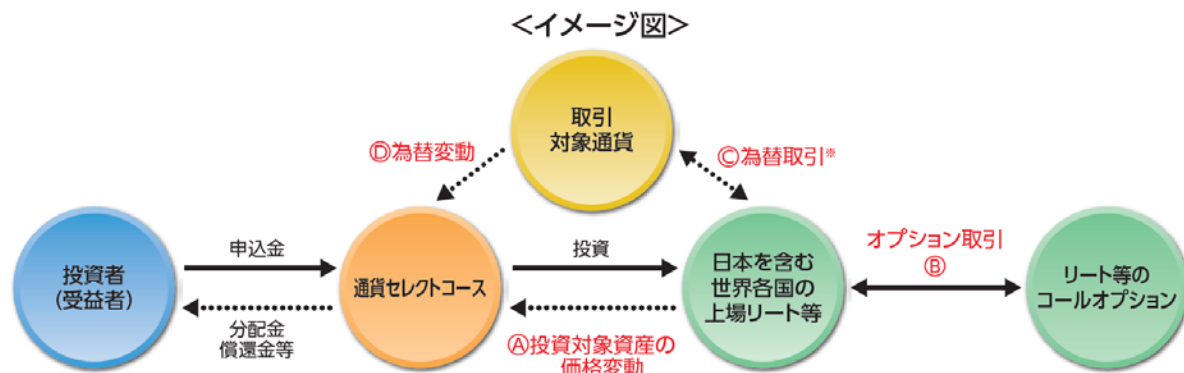 <イメージ図>
取引
対象通貨
Ⓓ為替変動
Ⓒ為替取引※
投資者
(受益者)
申込金
分配金
償還金等
通貨セレクトコース
投資
Ⓐ投資対象資産の
価格変動
日本を含む
世界各国の
上場リート等
オプション取引
Ⓑ
リート等の
コールオプション